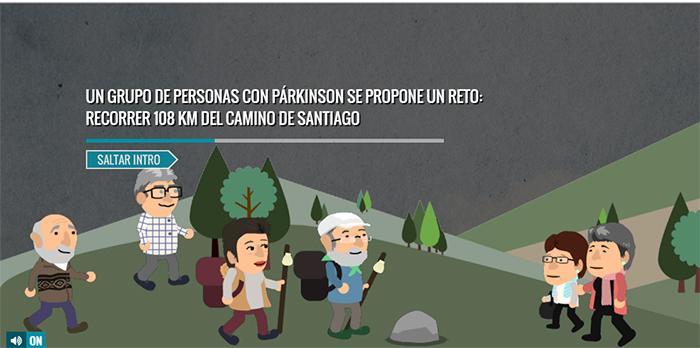 UN GRUPO DE PERSONAS CON PÁRKINSON SE PROPONE UN RETO:
RECORRER 108 KM DEL CAMINO DE SANTIAGO
SALTAR INTRO
ON